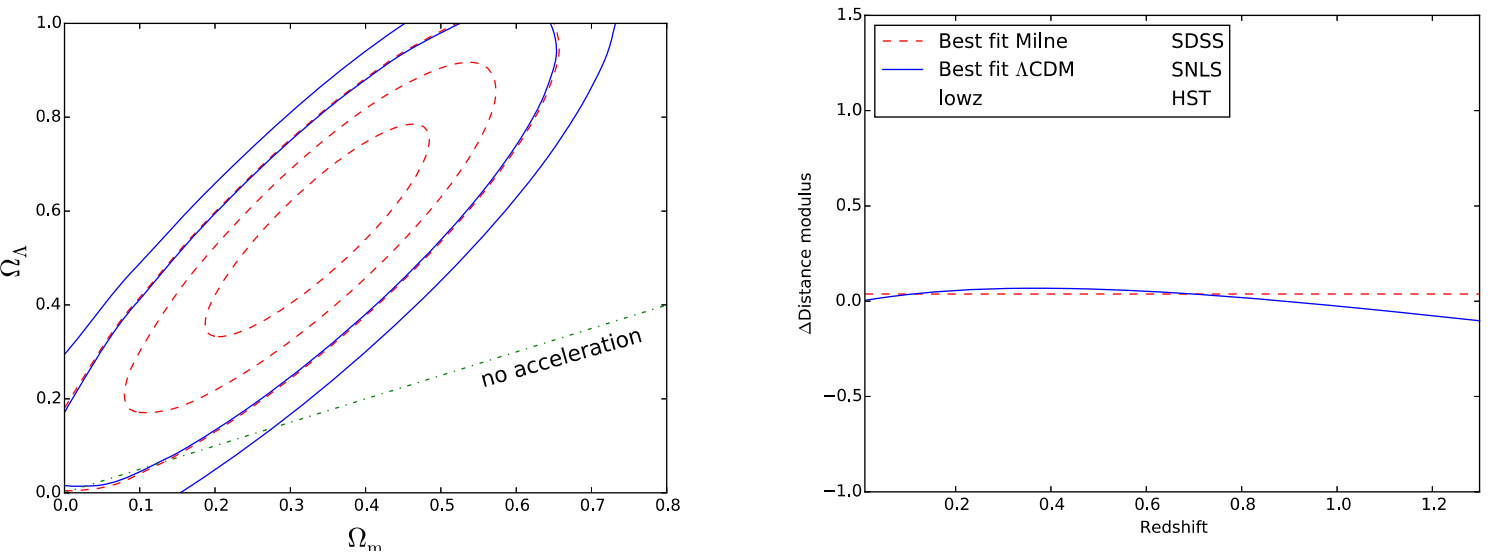 1.0
0.8
0.6
0.4
0.2
0.0
Ω_Λ
no acceleration
0.0 0.1 0.2 0.3 0.4 0.5 0.6 0.7 0.8
Ω_m
1.5
1.0
0.5
0.0
−0.5
−1.0
ΔDistance modulus
Best fit Milne SDSS
Best fit ΛCDM SNLS
lowz HST
0.2 0.4 0.6 0.8 1.0 1.2
Redshift